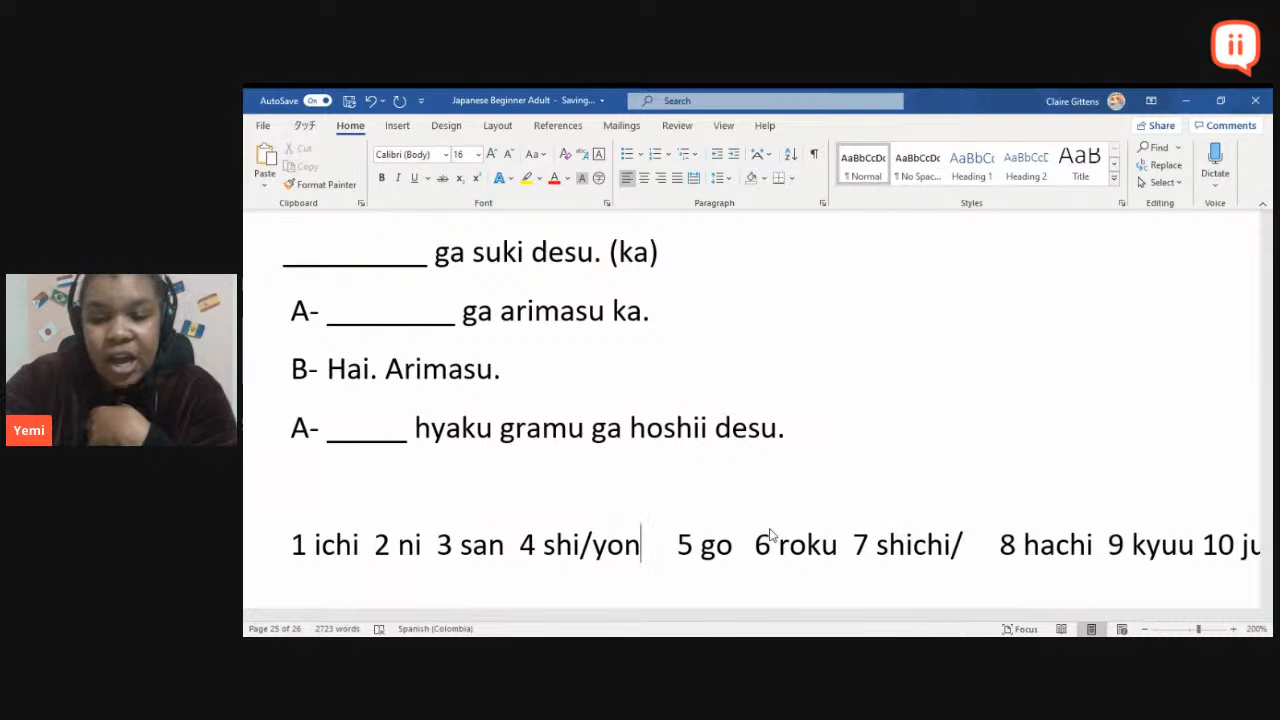 AutoSave On Japanese Beginner Adult - Saving... Search Claire Gittens
File タッチ Home Insert Design Layout References Mailings Review View Help Share Comments
Paste Cut Copy Format Painter
Calibri (Body) 16
AaBbCcDc AaBbCcDc AaBbCc AaBbCcD AaB
¶ Normal ¶ No Spac... Heading 1 Heading 2 Title
Find Replace Select Dictate
Clipboard Font Paragraph Styles Editing Voice
__________ ga suki desu. (ka)
A- _________ ga arimasu ka.
B- Hai. Arimasu.
A- ______ hyaku gramu ga hoshii desu.
1 ichi 2 ni 3 san 4 shi/yon 5 go 6 roku 7 shichi/ 8 hachi 9 kyuu 10 ju
Yemi
Page 25 of 26 2723 words Spanish (Colombia) Focus 200%